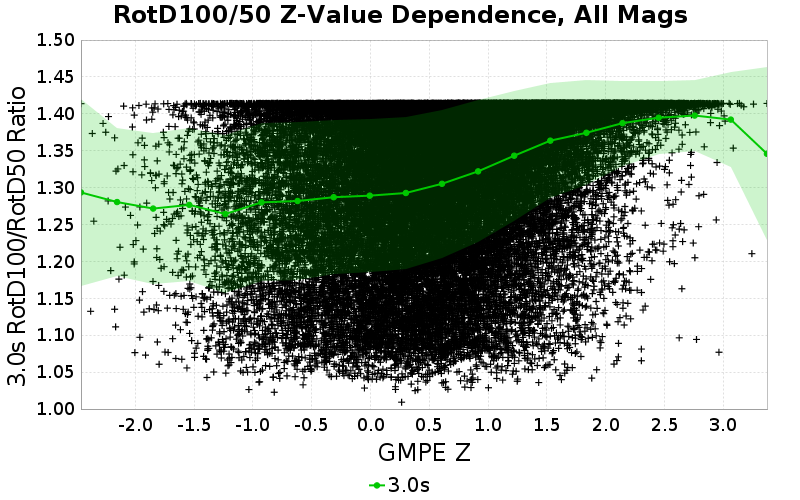 RotD100/50 Z-Value Dependence, All Mags
3.0s RotD100/RotD50 Ratio
1.50
1.45
1.40
1.35
1.30
1.25
1.20
1.15
1.10
1.05
1.00
-2.0 -1.5 -1.0 -0.5 0.0 0.5 1.0 1.5 2.0 2.5 3.0
GMPE Z
3.0s